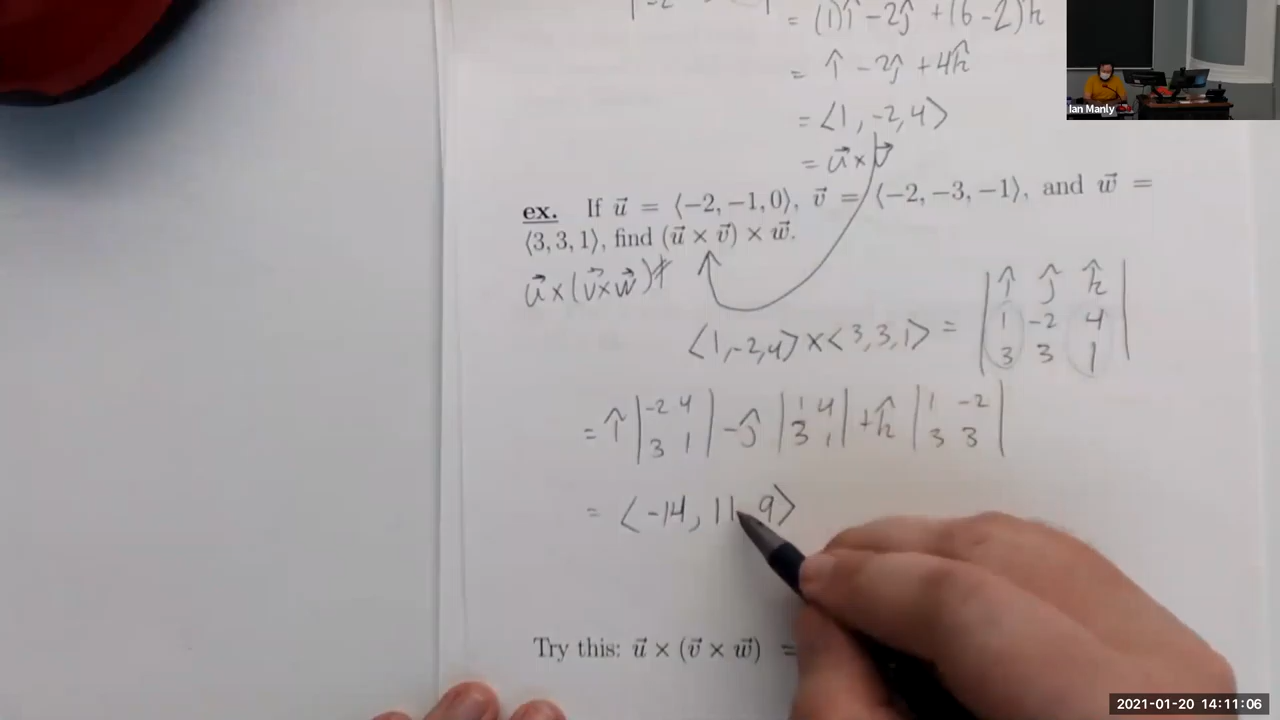 = (1)î - 2ĵ + (6-2)k̂
= î - 2ĵ + 4k̂
= ⟨1, -2, 4⟩
= u⃗ × v⃗
ex. If u⃗ = ⟨−2, −1, 0⟩, v⃗ = ⟨−2, −3, −1⟩, and w⃗ =
⟨3, 3, 1⟩, find (u⃗ × v⃗) × w⃗.
u⃗ × (v⃗ × w⃗) ≠
⟨1, -2, 4⟩ × ⟨3, 3, 1⟩ = | î ĵ k̂ |
| 1 -2 4 |
| 3 3 1 |
= î | -2 4 | - ĵ | 1 4 | + k̂ | 1 -2 |
| 3 1 | | 3 1 | | 3 3 |
= ⟨-14, 11, 9⟩
Try this: u⃗ × (v⃗ × w⃗) =
Ian Manly
2021-01-20 14:11:06